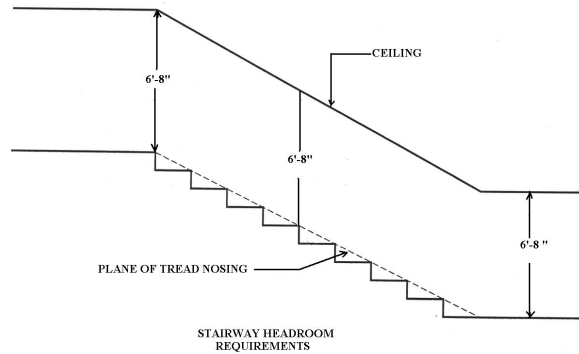 CEILING
6'-8"
6'-8"
6'-8 "
PLANE OF TREAD NOSING
STAIRWAY HEADROOM
REQUIREMENTS